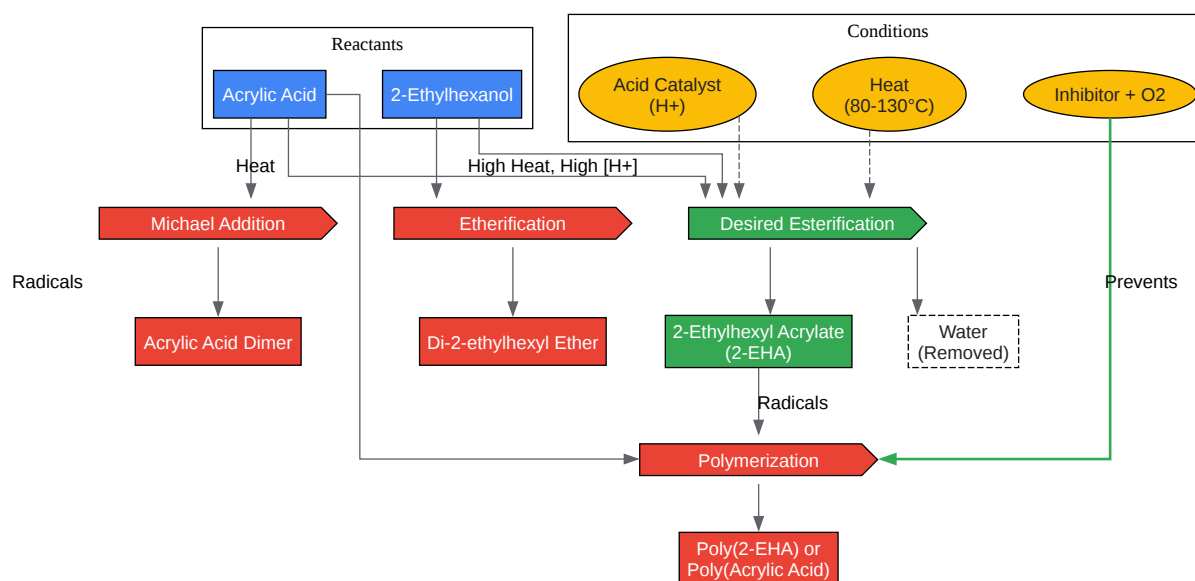 Reactants
Conditions
Acrylic Acid
2-Ethylhexanol
Acid Catalyst
(H+)
Heat
(80-130°C)
Inhibitor + O2
Heat
High Heat, High [H+]
Michael Addition
Etherification
Desired Esterification
Radicals
Prevents
Acrylic Acid Dimer
Di-2-ethylhexyl Ether
2-Ethylhexyl Acrylate
(2-EHA)
Water
(Removed)
Radicals
Polymerization
Poly(2-EHA) or
Poly(Acrylic Acid)